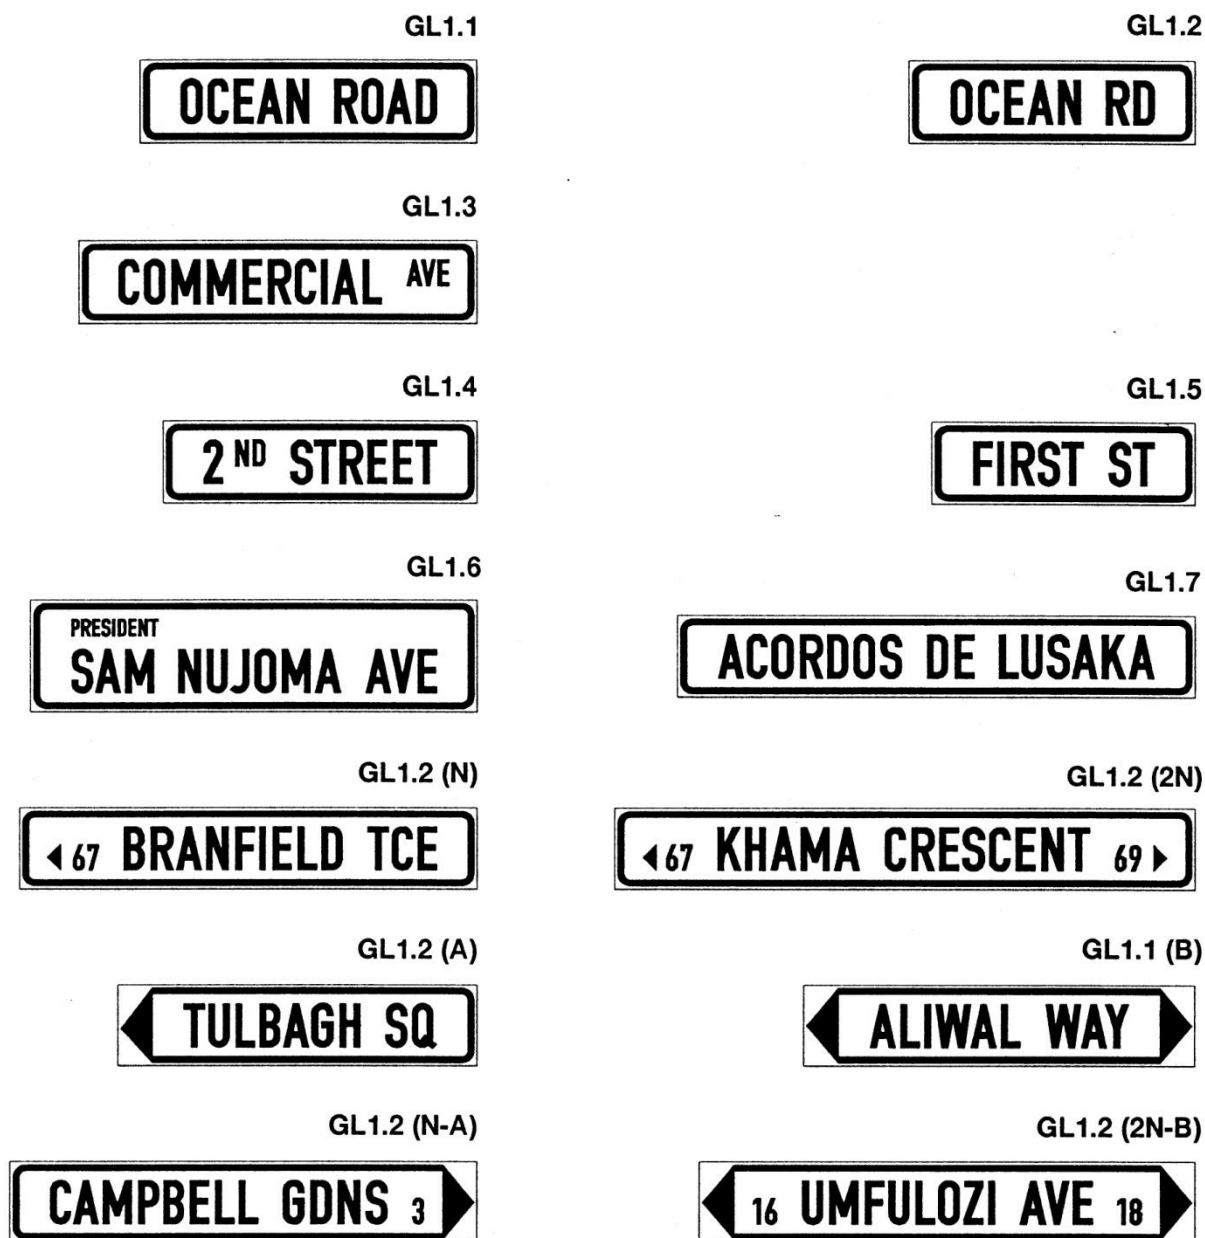 GL1.1
OCEAN ROAD
GL1.2
OCEAN RD
GL1.3
COMMERCIAL AVE
GL1.4
2ND STREET
GL1.5
FIRST ST
GL1.6
PRESIDENT
SAM NUJOMA AVE
GL1.7
ACORDOS DE LUSAKA
GL1.2 (N)
67 BRANFIELD TCE
GL1.2 (2N)
67 KHAMA CRESCENT 69
GL1.2 (A)
TULBAGH SQ
GL1.1 (B)
ALIWAL WAY
GL1.2 (N-A)
CAMPBELL GDNS 3
GL1.2 (2N-B)
16 UMFULOZI AVE 18